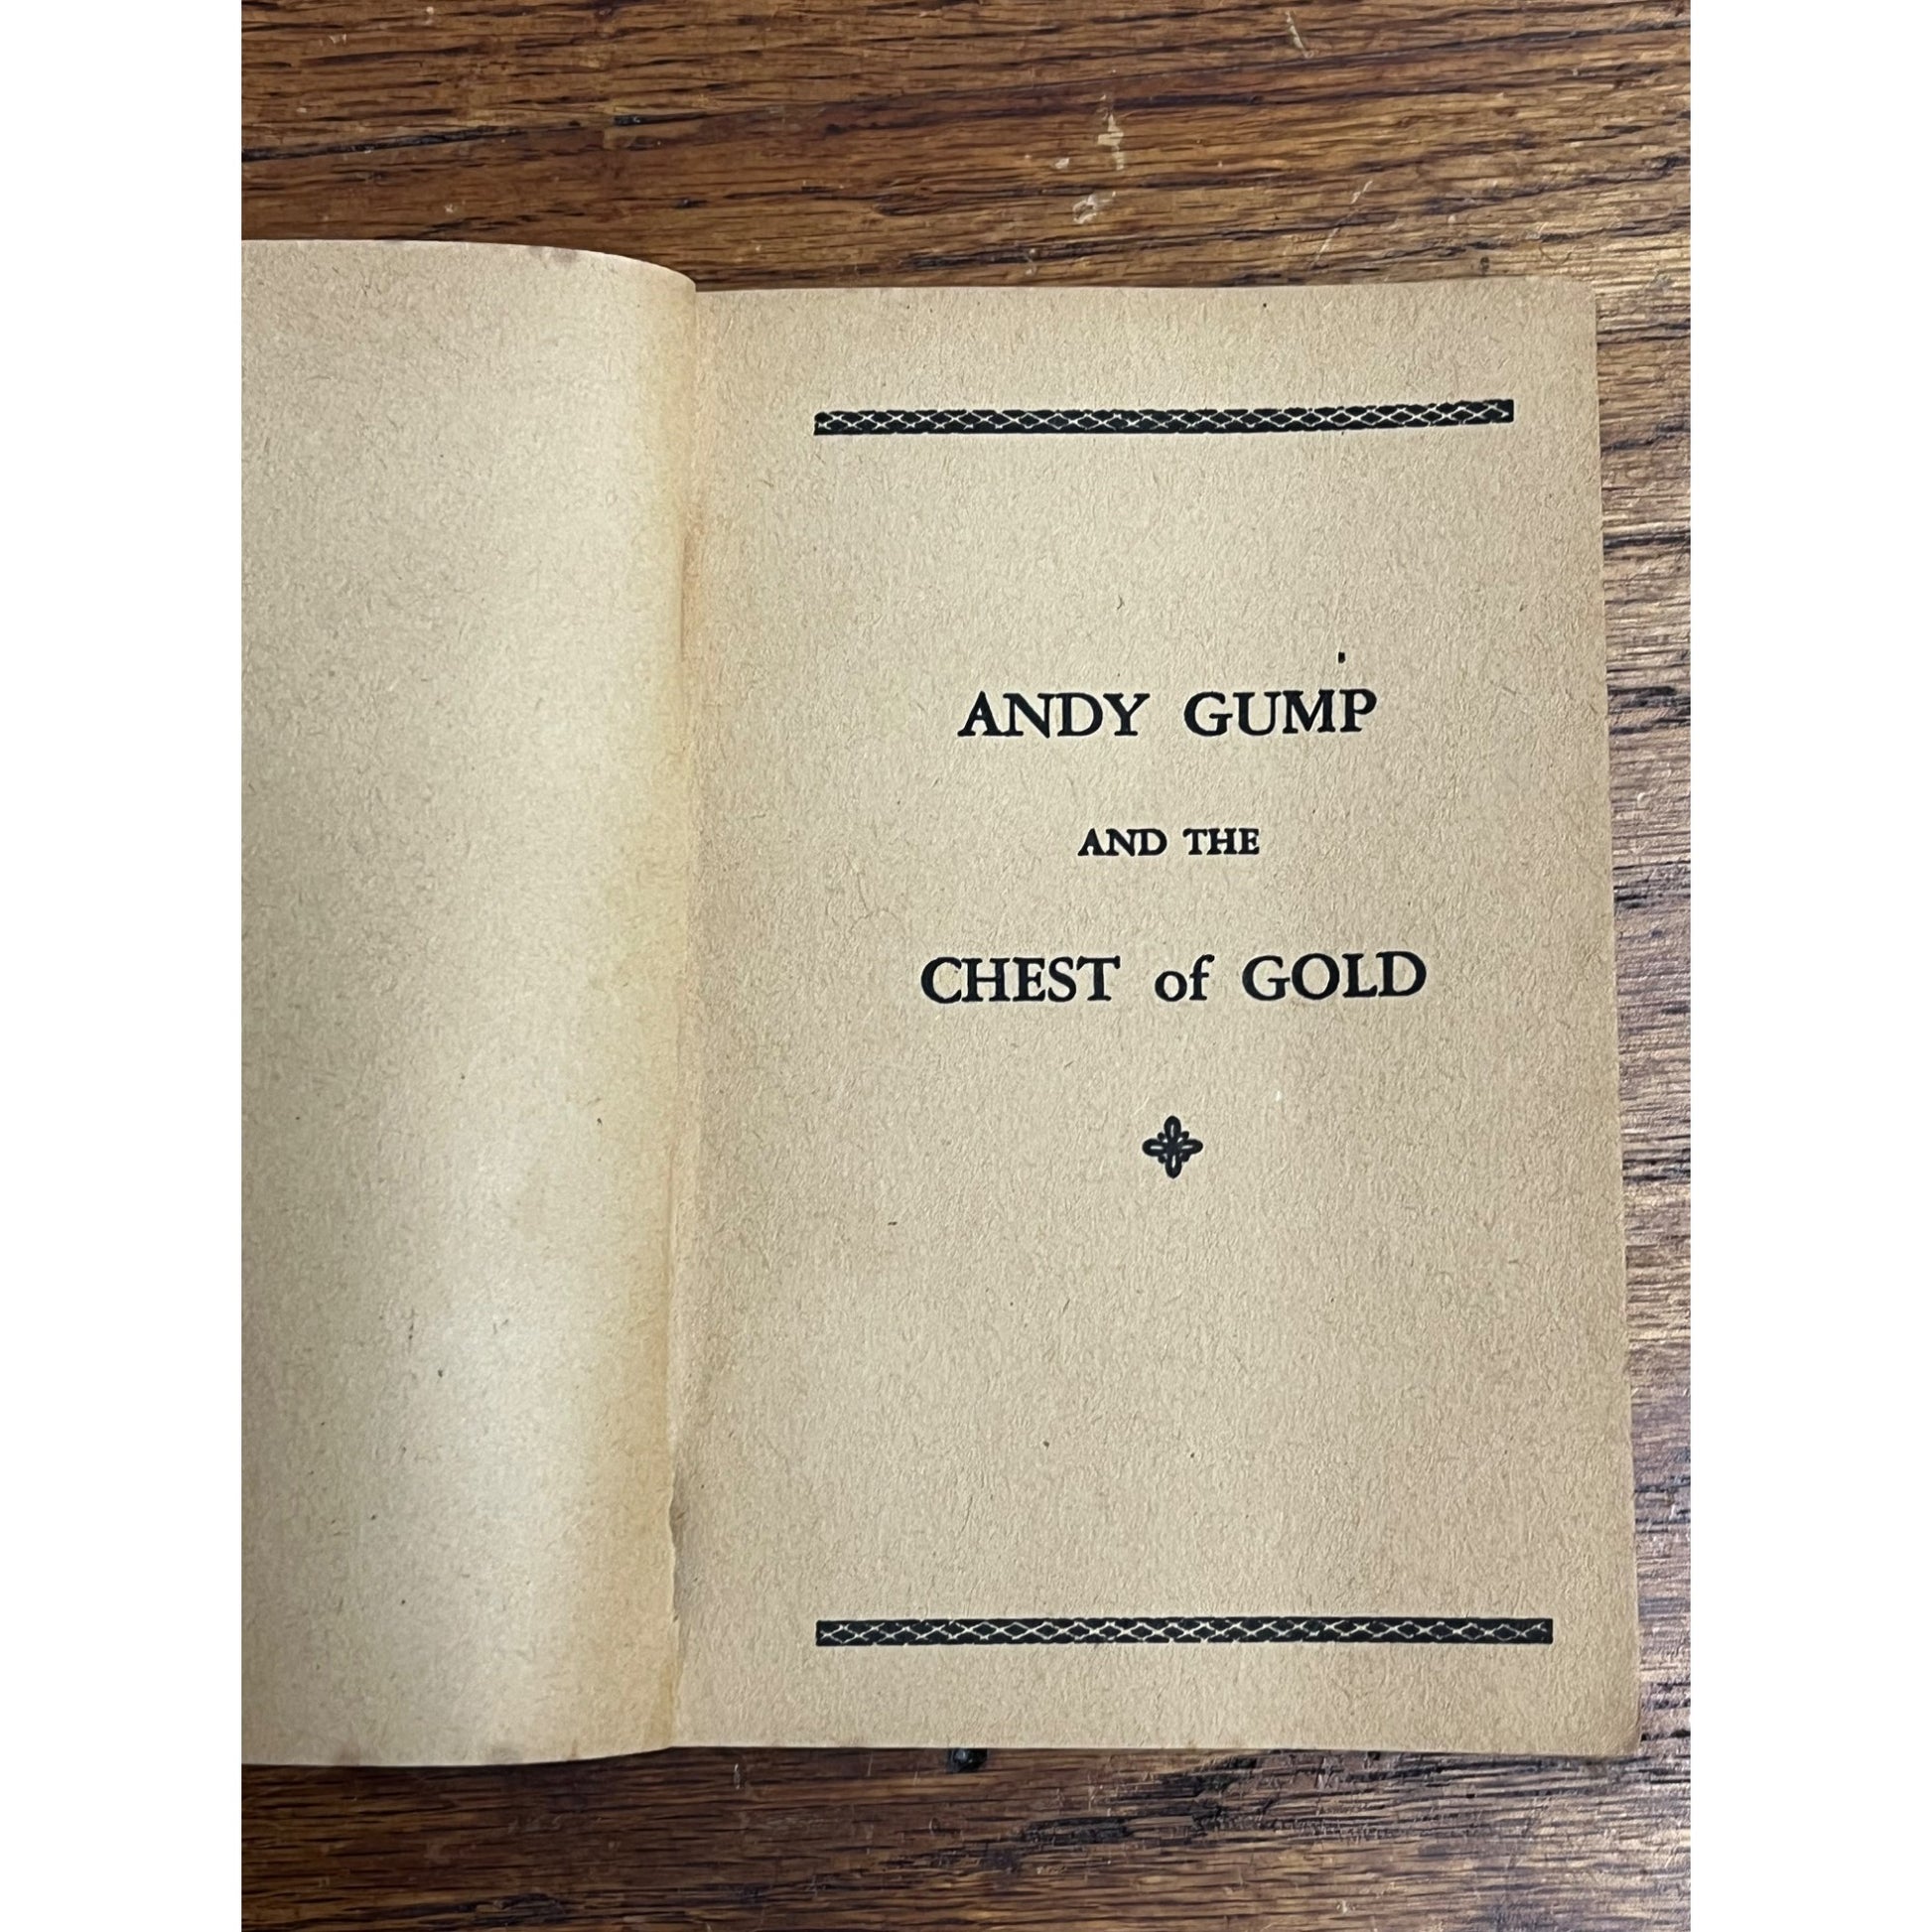 ANDY GUMP
AND THE
CHEST of GOLD